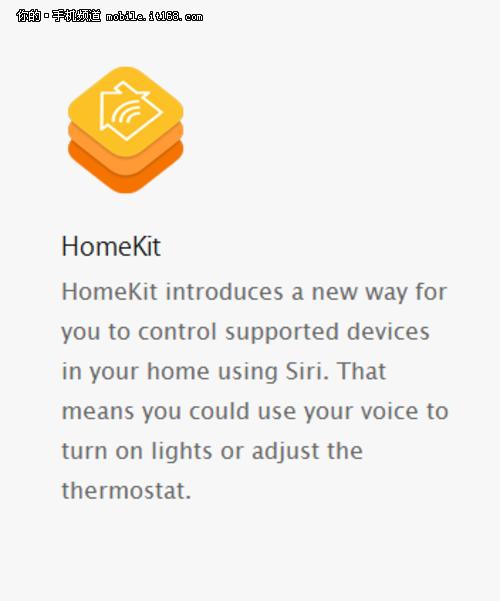 你的·手机频道 mobile.it168.com
HomeKit
HomeKit introduces a new way for
you to control supported devices
in your home using Siri. That
means you could use your voice to
turn on lights or adjust the
thermostat.